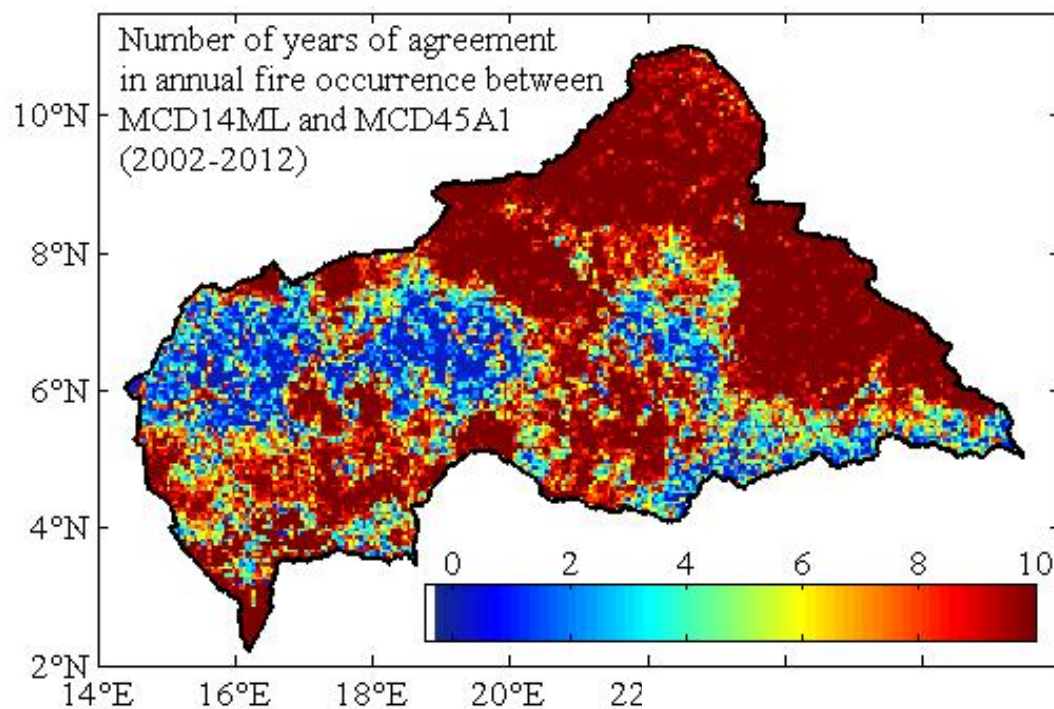 Number of years of agreement
in annual fire occurrence between
MCD14ML and MCD45A1
(2002-2012)
10°N
8°N
6°N
4°N
2°N
0 2 4 6 8 10
14°E 16°E 18°E 20°E 22